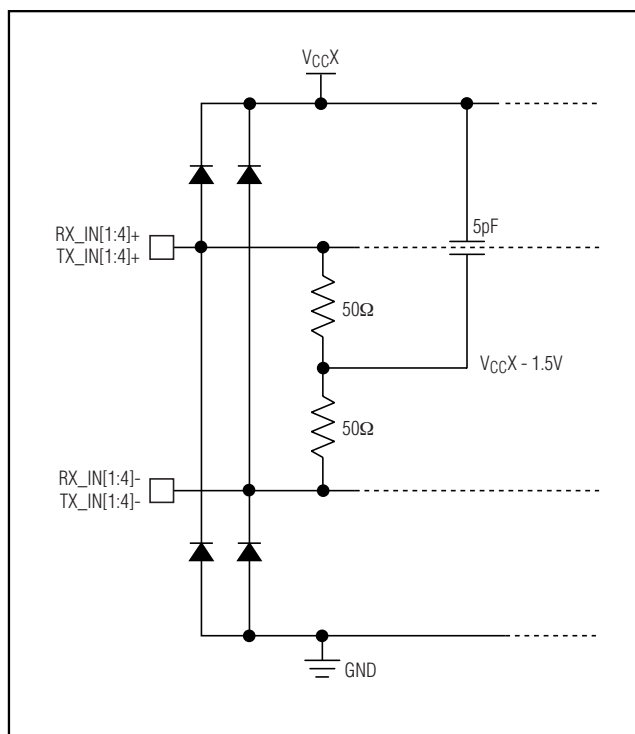 VCCX
RX_IN[1:4]+
TX_IN[1:4]+
5pF
50Ω
VCCX - 1.5V
50Ω
RX_IN[1:4]-
TX_IN[1:4]-
GND